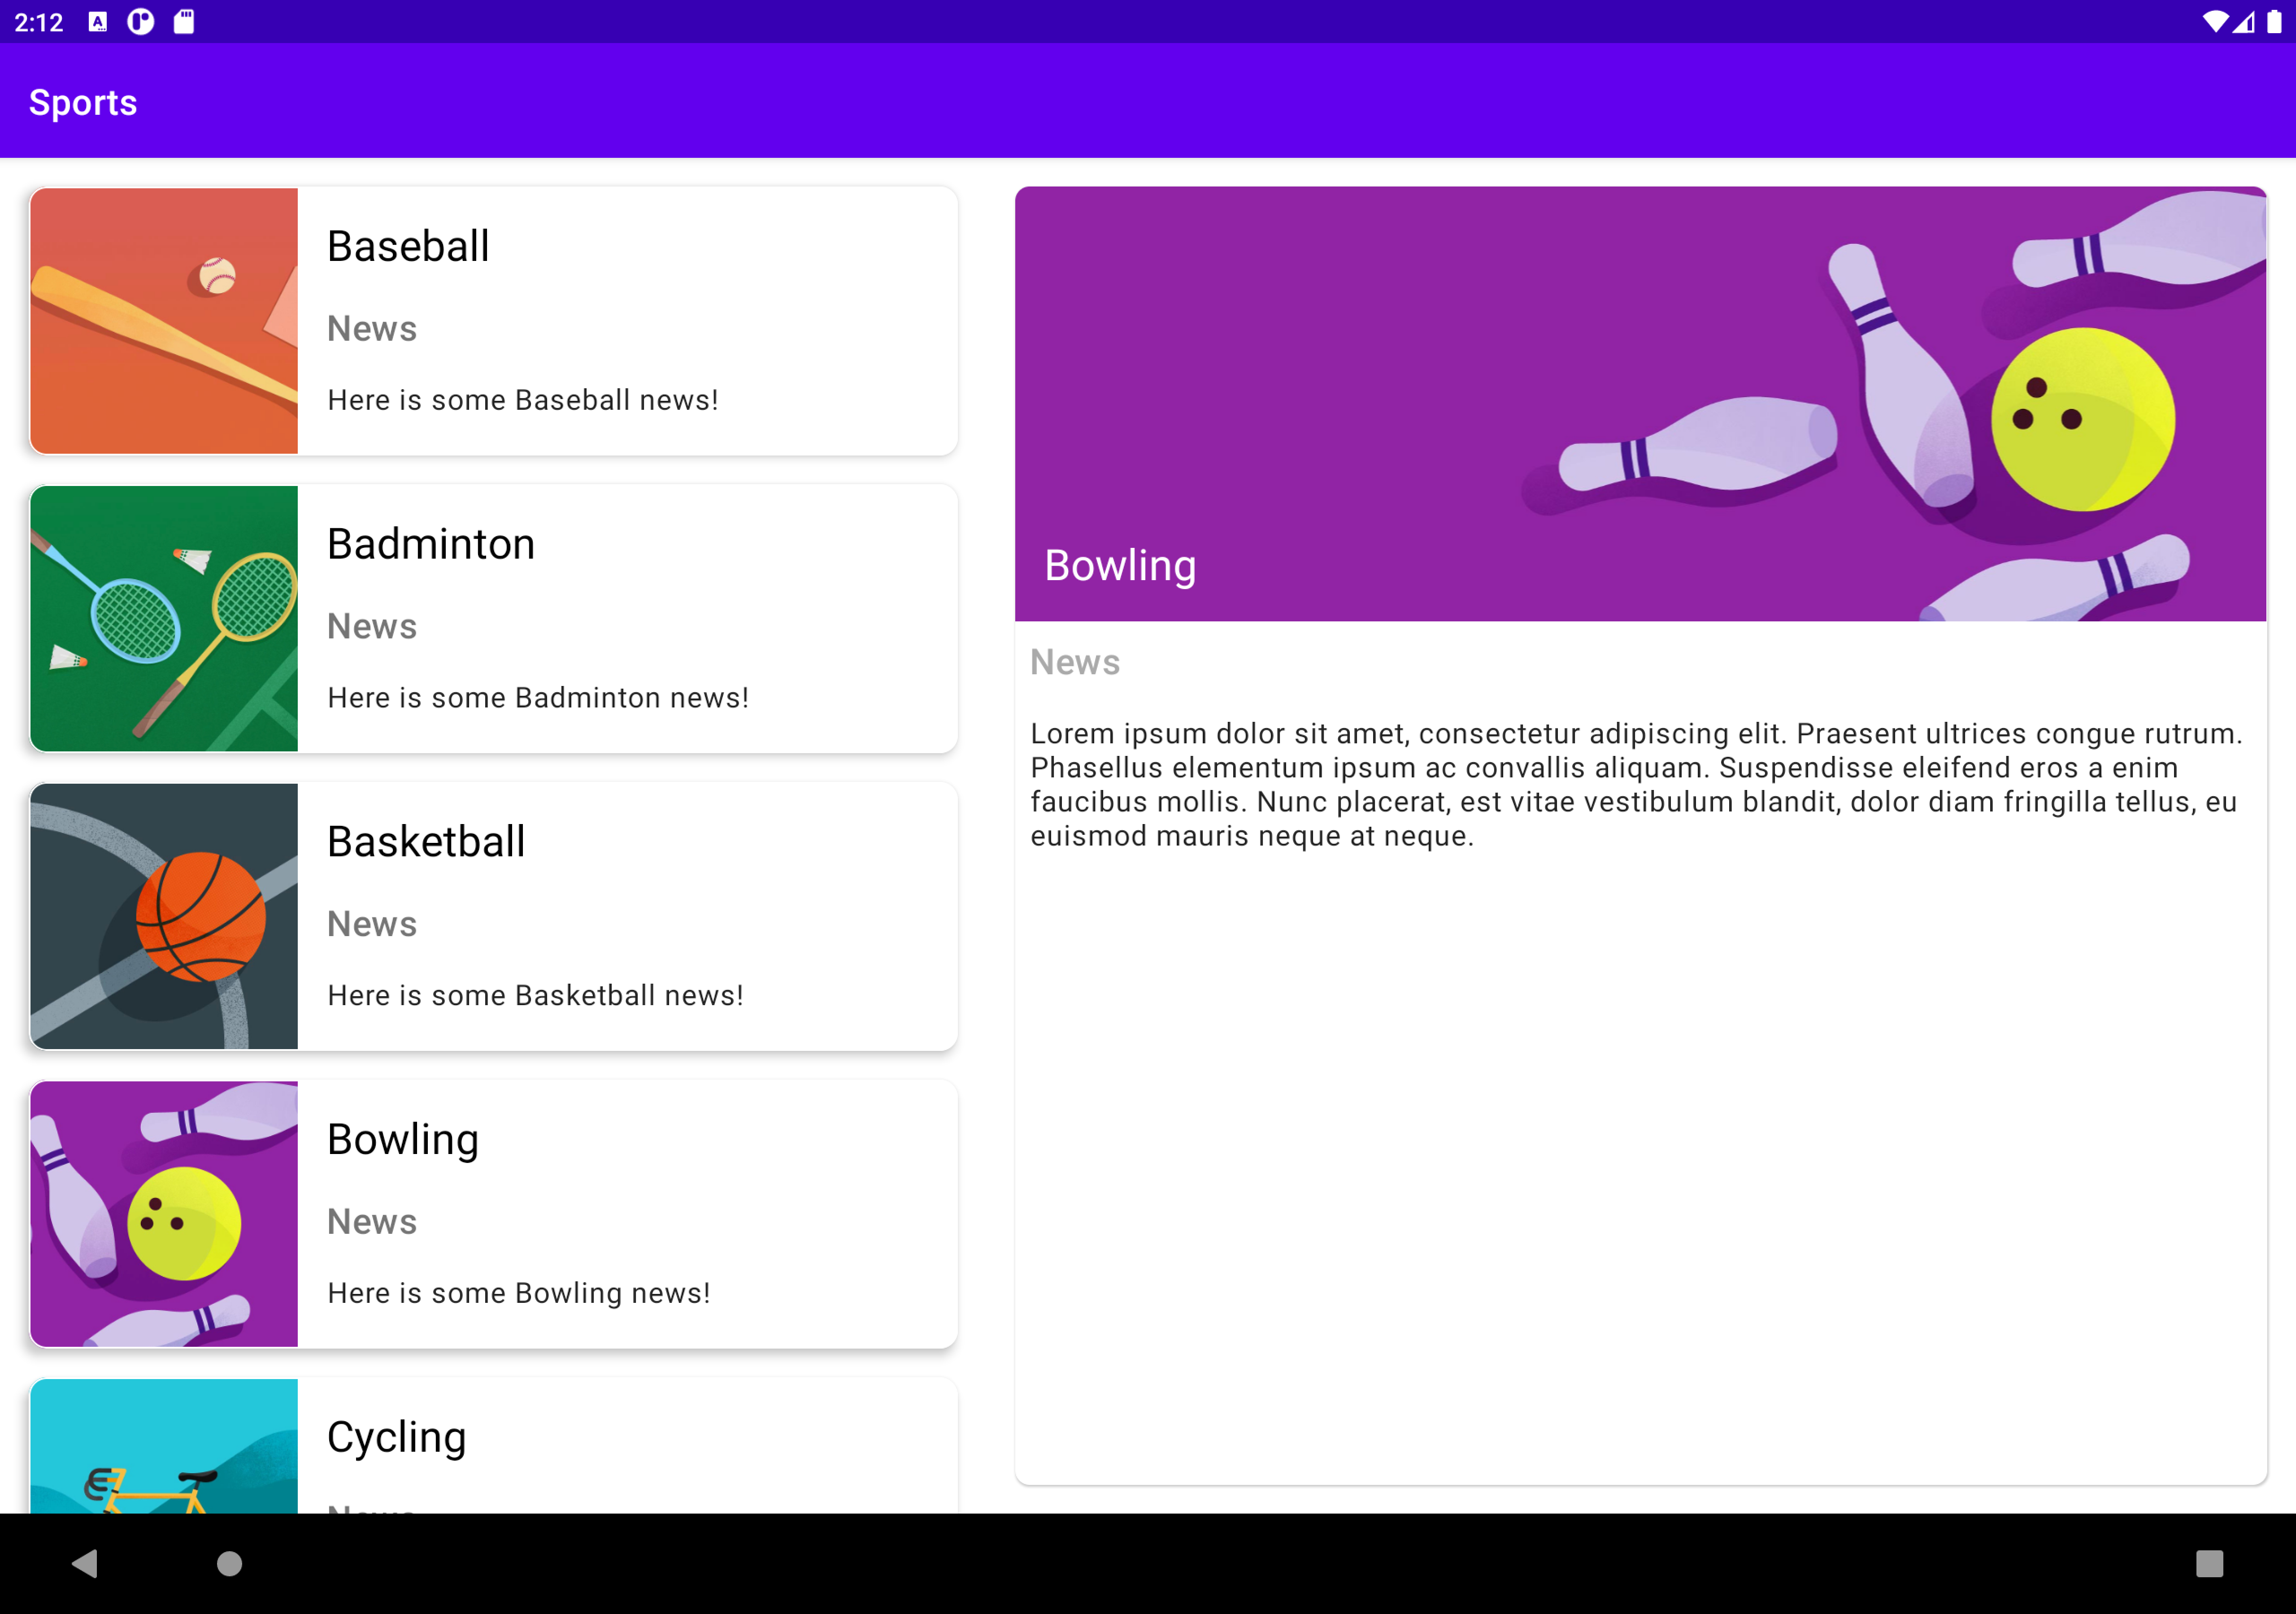 2:12
Sports
Baseball
News
Here is some Baseball news!
Badminton
News
Here is some Badminton news!
Basketball
News
Here is some Basketball news!
Bowling
News
Here is some Bowling news!
Cycling
News
Bowling
News
Lorem ipsum dolor sit amet, consectetur adipiscing elit. Praesent ultrices congue rutrum.
Phasellus elementum ipsum ac convallis aliquam. Suspendisse eleifend eros a enim
faucibus mollis. Nunc placerat, est vitae vestibulum blandit, dolor diam fringilla tellus, eu
euismod mauris neque at neque.